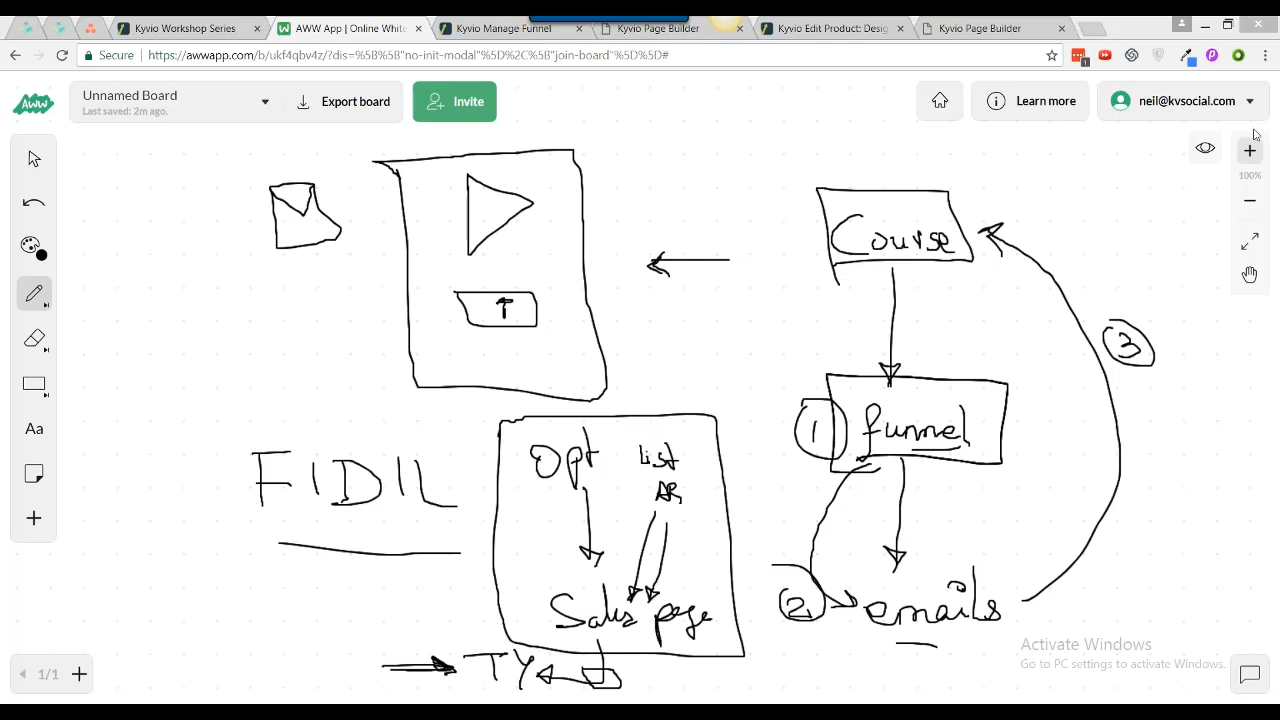 Kyvio Workshop Series
AWW App | Online White
Kyvio Manage Funnel
Kyvio Page Builder
Kyvio Edit Product: Desig
Kyvio Page Builder
Secure
https://awwapp.com/b/ukf4qbv4z/?dis=%5B%5B"no-init-modal"%5D%2C%5B"join-board"%5D%5D#
AWW
Unnamed Board
Last saved: 2m ago.
Export board
Invite
Learn more
neil@kvsocial.com
100%
Course
T
3
1
funnel
Opt
List
AR
FIDIL
Sales page
2
emails
TY
Aa
1/1
Activate Windows
Go to PC settings to activate Windows.